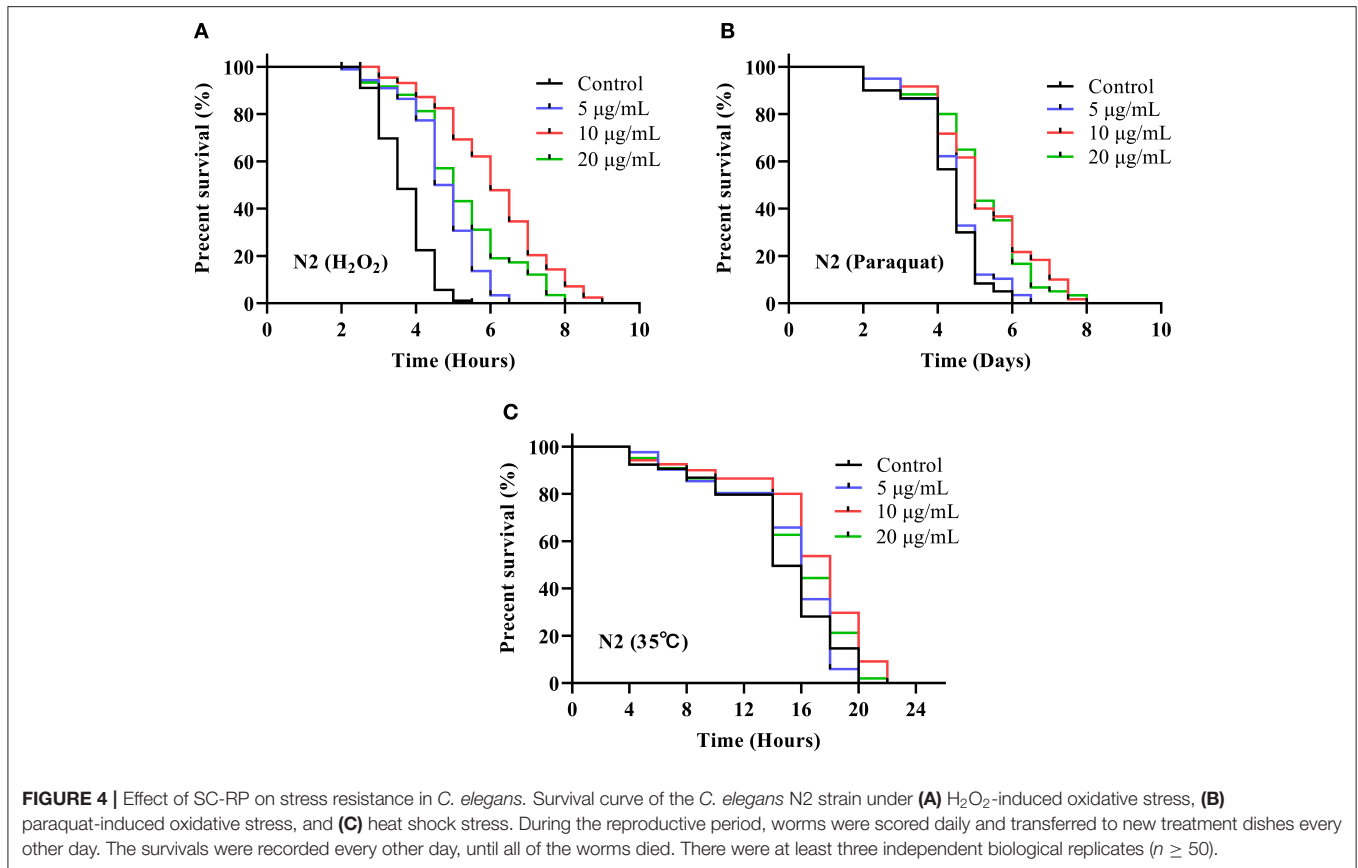 A
100
80
60
40
20
0
Precent survival (%)
Control
5 µg/mL
10 µg/mL
20 µg/mL
N2 (H₂O₂)
0 2 4 6 8 10
Time (Hours)
B
100
80
60
40
20
0
Precent survival (%)
Control
5 µg/mL
10 µg/mL
20 µg/mL
N2 (Paraquat)
0 2 4 6 8 10
Time (Days)
C
100
80
60
40
20
0
Precent survival (%)
Control
5 µg/mL
10 µg/mL
20 µg/mL
N2 (35℃)
0 4 8 12 16 20 24
Time (Hours)
FIGURE 4 | Effect of SC-RP on stress resistance in C. elegans. Survival curve of the C. elegans N2 strain under (A) H₂O₂-induced oxidative stress, (B)
paraquat-induced oxidative stress, and (C) heat shock stress. During the reproductive period, worms were scored daily and transferred to new treatment dishes every
other day. The survivals were recorded every other day, until all of the worms died. There were at least three independent biological replicates (n ≥ 50).